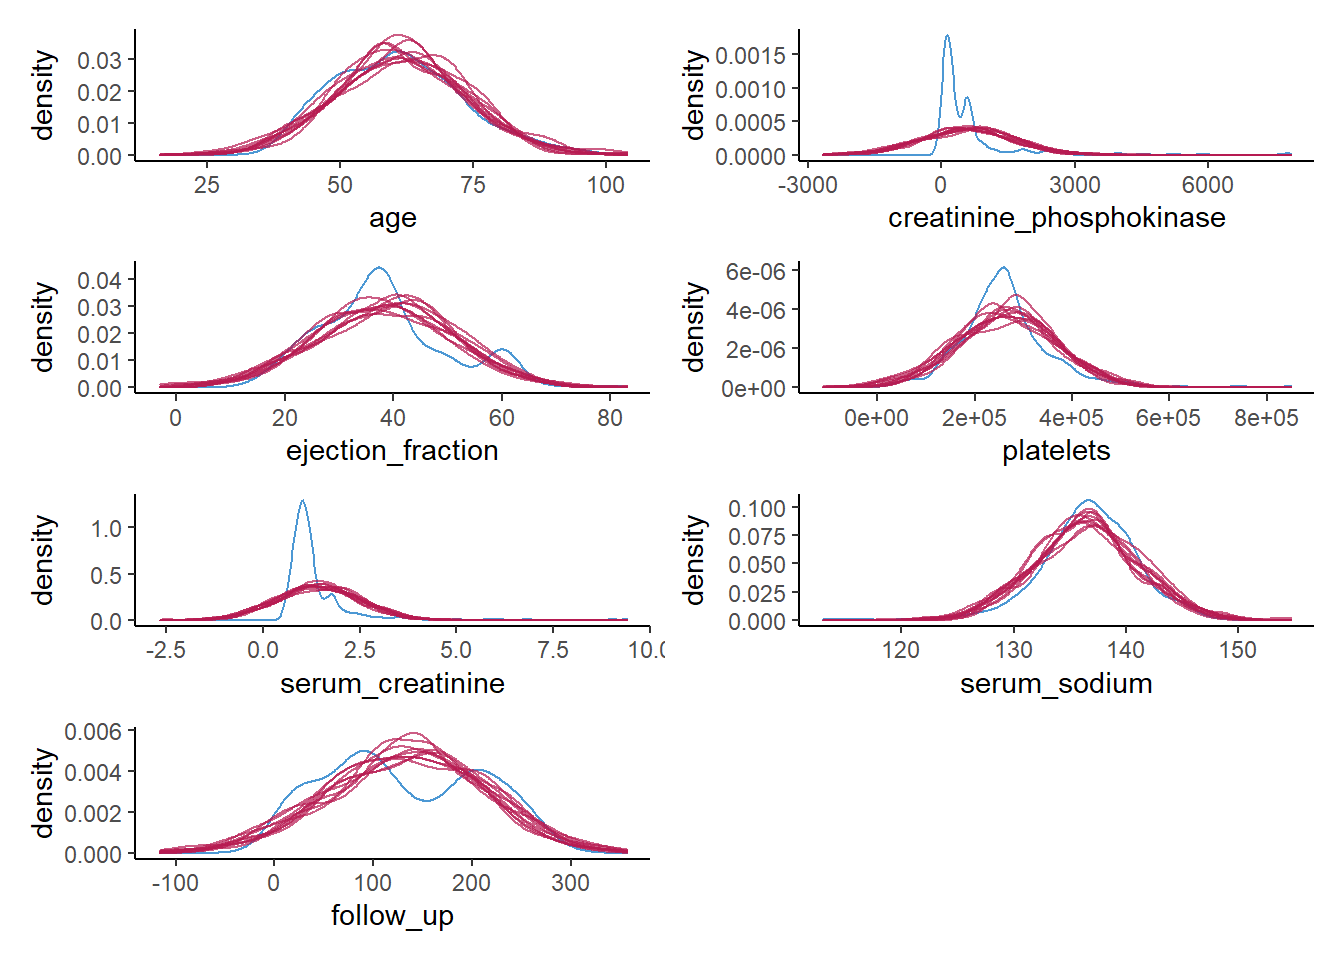 density
0.03
0.02
0.01
0.00
25 50 75 100
age
density
0.0015
0.0010
0.0005
0.0000
-3000 0 3000 6000
creatinine_phosphokinase
density
0.04
0.03
0.02
0.01
0.00
0 20 40 60 80
ejection_fraction
density
6e-06
4e-06
2e-06
0e+00
0e+00 2e+05 4e+05 6e+05 8e+05
platelets
density
1.0
0.5
0.0
-2.5 0.0 2.5 5.0 7.5 10.0
serum_creatinine
density
0.100
0.075
0.050
0.025
0.000
120 130 140 150
serum_sodium
density
0.006
0.004
0.002
0.000
-100 0 100 200 300
follow_up